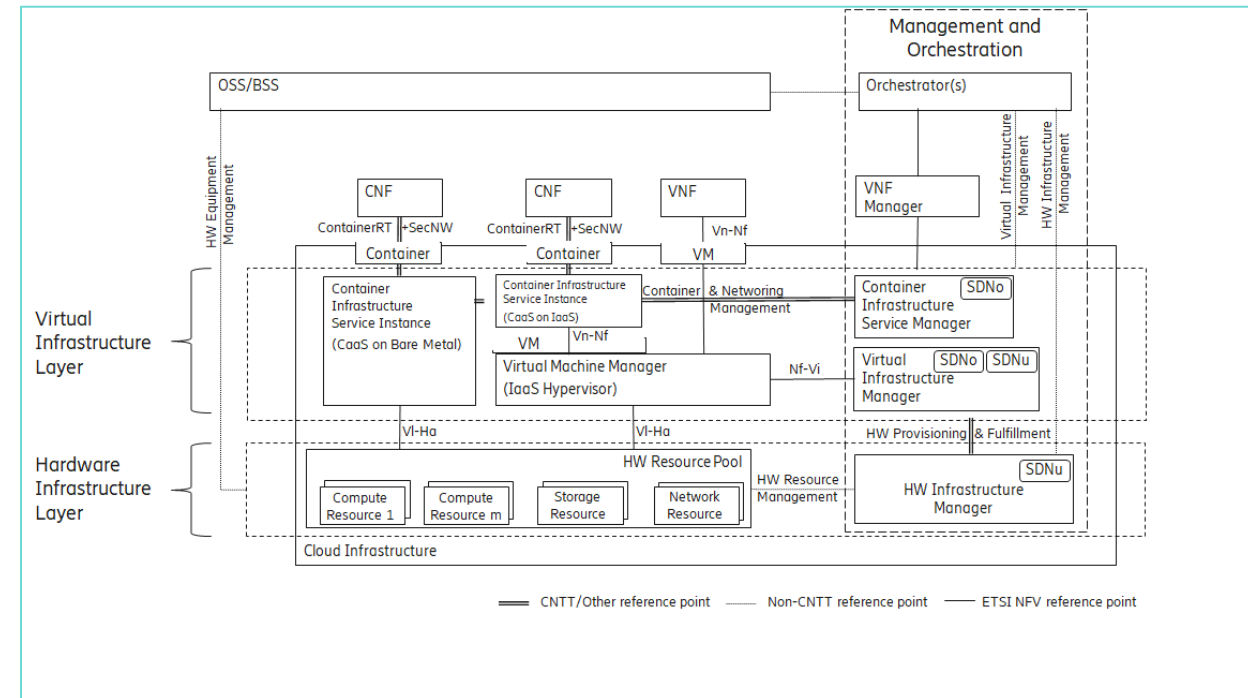 Management and
Orchestration
OSS/BSS
Orchestrator(s)
HW Equipment
Management
Virtual Infrastructure
Management
HW Infrastructure
Management
CNF
CNF
VNF
VNF
Manager
ContainerRT +SecNW
ContainerRT +SecNW
Vn-Nf
Container
Container
VM
Virtual
Infrastructure
Layer
Container
Infrastructure
Service Instance
(CaaS on Bare Metal)
Container Infrastructure
Service Instance
(CaaS on IaaS)
Container & Networing
Management
Container
Infrastructure
Service Manager
SDNo
Vn-Nf
VM
Virtual Machine Manager
(IaaS Hypervisor)
Nf-Vi
Virtual
Infrastructure
Manager
SDNo
SDNu
Vl-Ha
Vl-Ha
HW Provisioning & Fulfillment
Hardware
Infrastructure
Layer
HW Resource Pool
Compute
Resource 1
Compute
Resource m
Storage
Resource
Network
Resource
HW Resource
Management
SDNu
HW Infrastructure
Manager
Cloud Infrastructure
CNTT/Other reference point
Non-CNTT reference point
ETSI NFV reference point